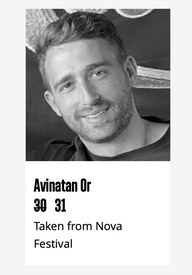 Avinatan Or
30 31
Taken from Nova
Festival